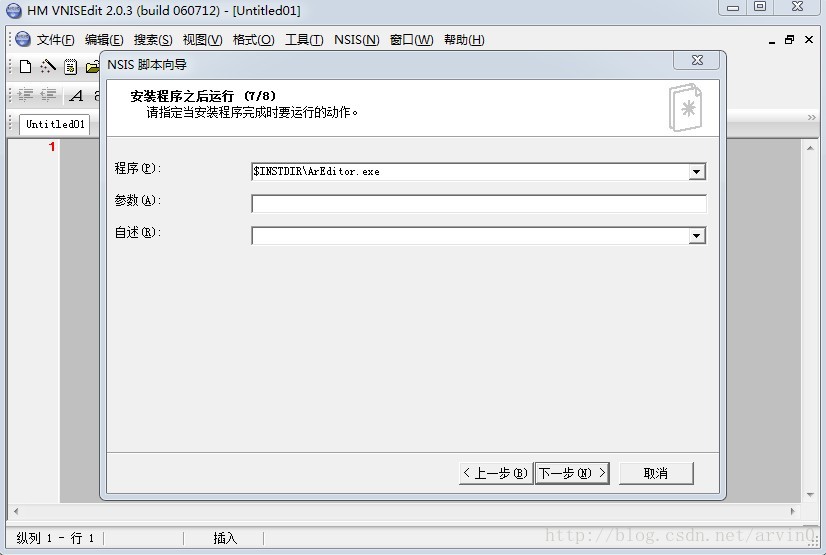 HM VNISEdit 2.0.3 (build 060712) - [Untitled01]
文件(F) 编辑(E) 搜索(S) 视图(V) 格式(O) 工具(T) NSIS(N) 窗口(W) 帮助(H)
NSIS 脚本向导
安装程序之后运行 (7/8)
请指定当安装程序完成时要运行的动作。
Untitled01
1
程序(P): $INSTDIR\ArEditor.exe
参数(A):
自述(R):
< 上一步(B) 下一步(N) > 取消
纵列 1 - 行 1 插入
http://blog.csdn.net/arvin0